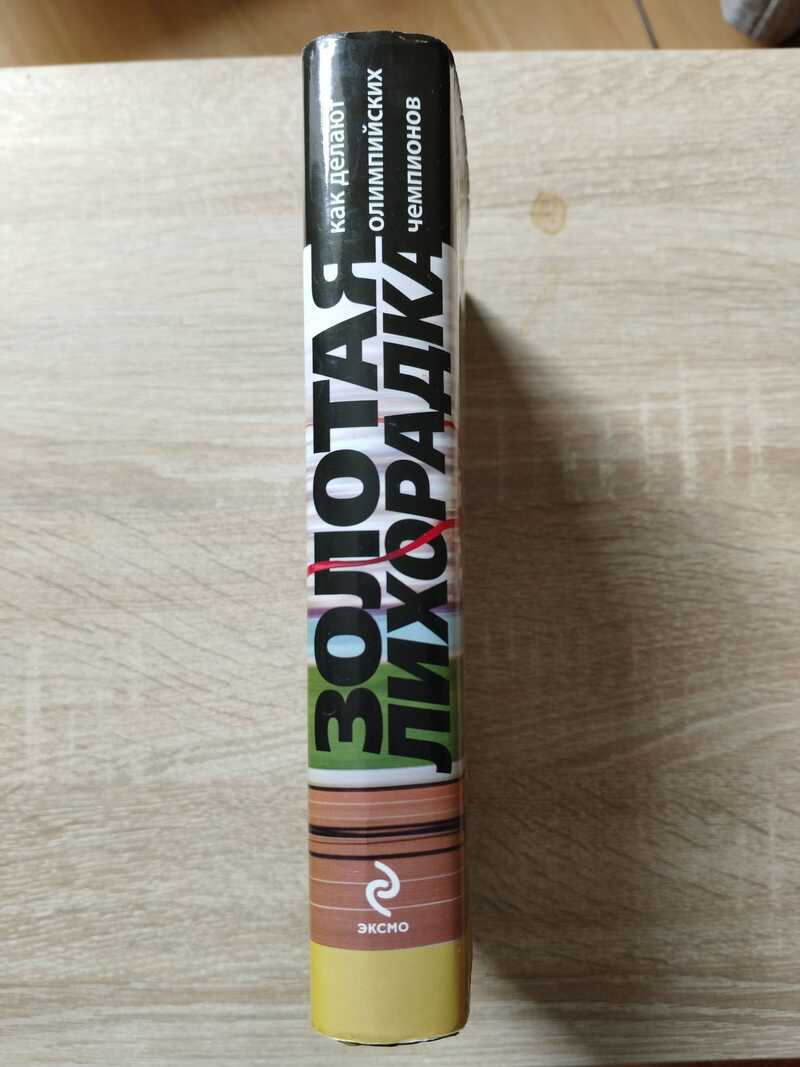 ЗОЛОТАЯ
ЛИХОРАДКА
как делают
олимпийских
чемпионов
ЭКСМО